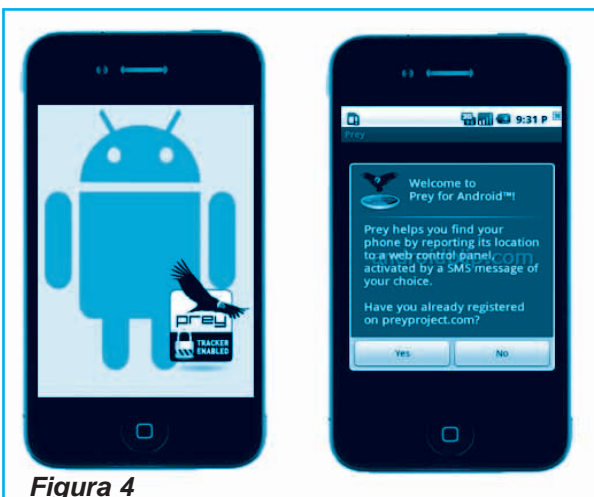 prey
TRACKER
ENABLED
9:31 P
Prey
Welcome to
Prey for Android™!
Prey helps you find your
phone by reporting its location
to a web control panel,
activated by a SMS message of
your choice.
Have you already registered
on preyproject.com?
Yes
No
Figura 4